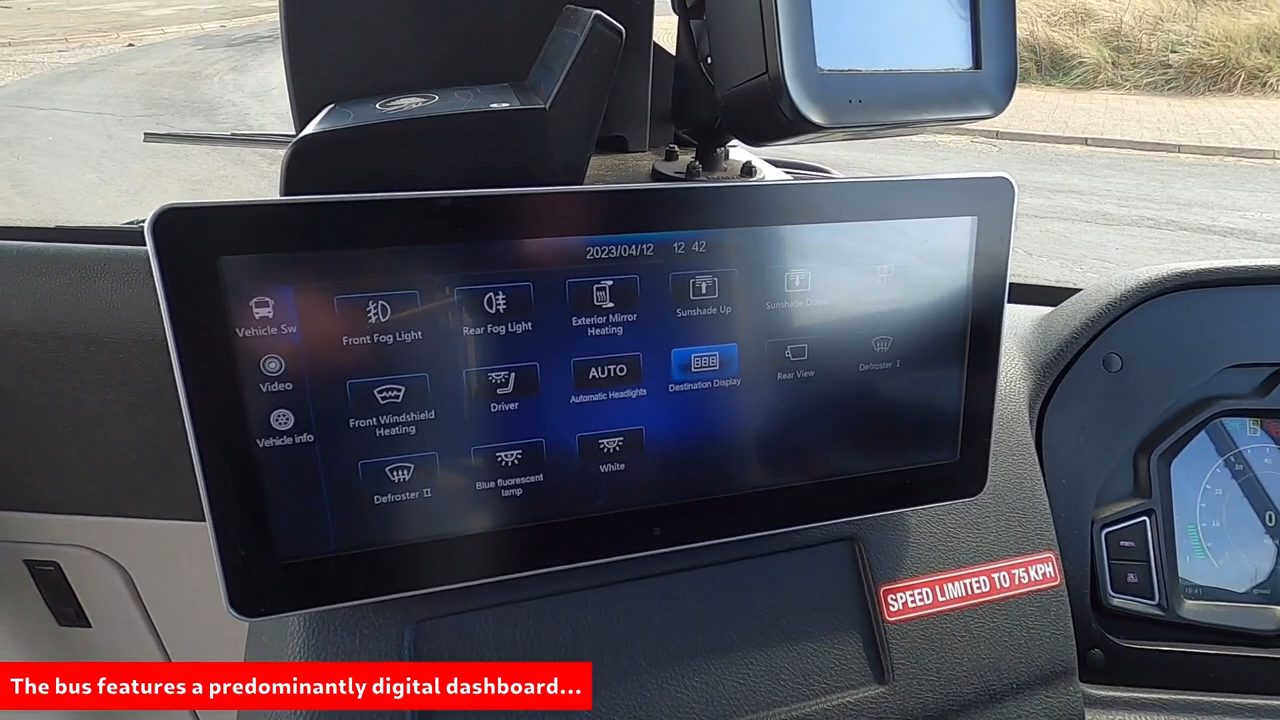 2023/04/12 12 42
Vehicle Sw
Video
Vehicle info
Front Fog Light
Rear Fog Light
Exterior Mirror
Heating
Sunshade Up
Sunshade Down
Front Windshield
Heating
Driver
AUTO
Automatic Headlights
Destination Display
Rear View
Defroster I
Defroster II
Blue fluorescent
lamp
White
SPEED LIMITED TO 75 KPH
The bus features a predominantly digital dashboard...